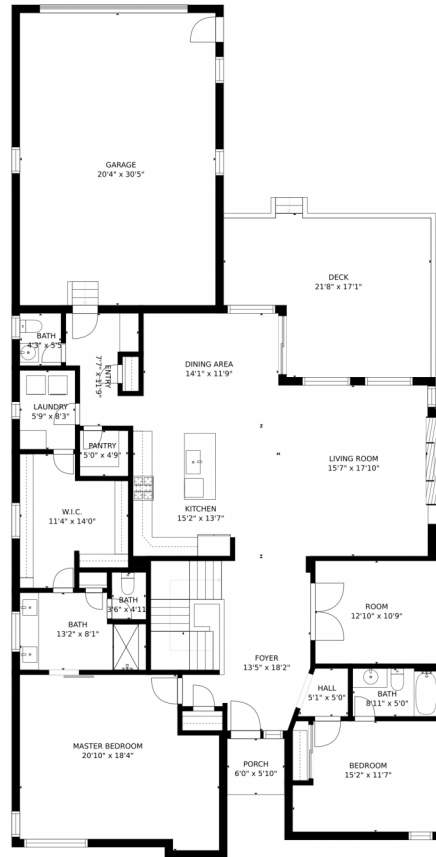 GARAGE
20'4" x 30'5"
DECK
21'8" x 17'1"
BATH
4'3" x 5'5"
ENTRY
7'7" x 11'9"
DINING AREA
14'1" x 11'9"
LAUNDRY
5'9" x 8'3"
PANTRY
5'0" x 4'9"
LIVING ROOM
15'7" x 17'10"
KITCHEN
15'2" x 13'7"
W.I.C.
11'4" x 14'0"
BATH
3'6" x 4'11"
BATH
13'2" x 8'1"
ROOM
12'10" x 10'9"
FOYER
13'5" x 18'2"
HALL
5'1" x 5'0"
BATH
8'11" x 5'0"
MASTER BEDROOM
20'10" x 18'4"
PORCH
6'0" x 5'10"
BEDROOM
15'2" x 11'7"